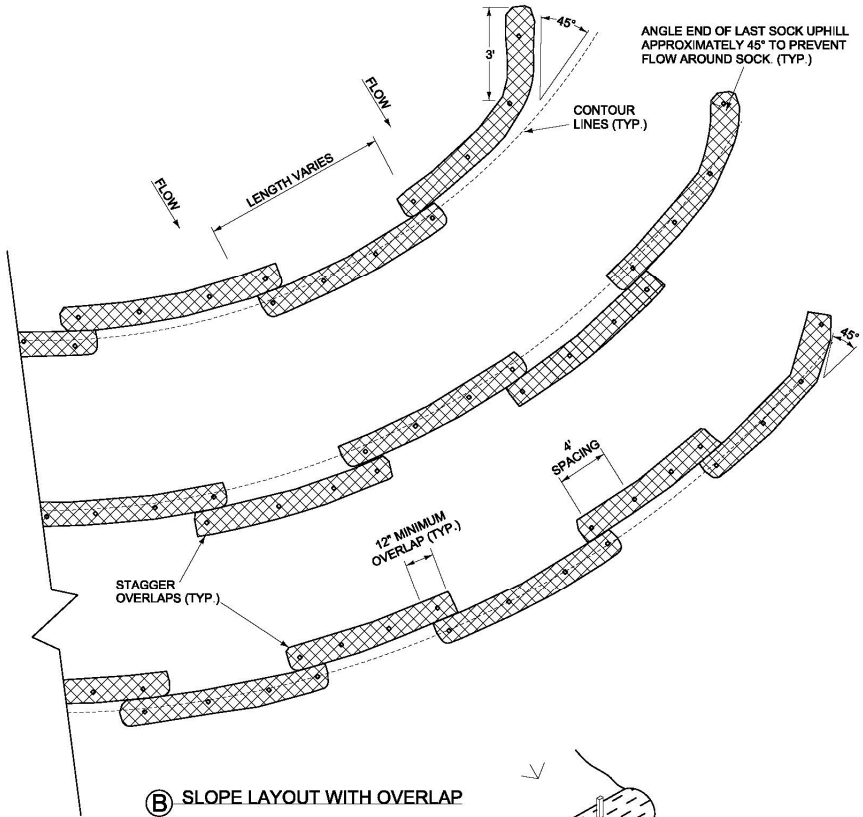 45°
ANGLE END OF LAST SOCK UPHILL
APPROXIMATELY 45° TO PREVENT
FLOW AROUND SOCK. (TYP.)
3'
FLOW
CONTOUR
LINES (TYP.)
LENGTH VARIES
FLOW
45°
4'
SPACING
12" MINIMUM
OVERLAP (TYP.)
STAGGER
OVERLAPS (TYP.)
B SLOPE LAYOUT WITH OVERLAP